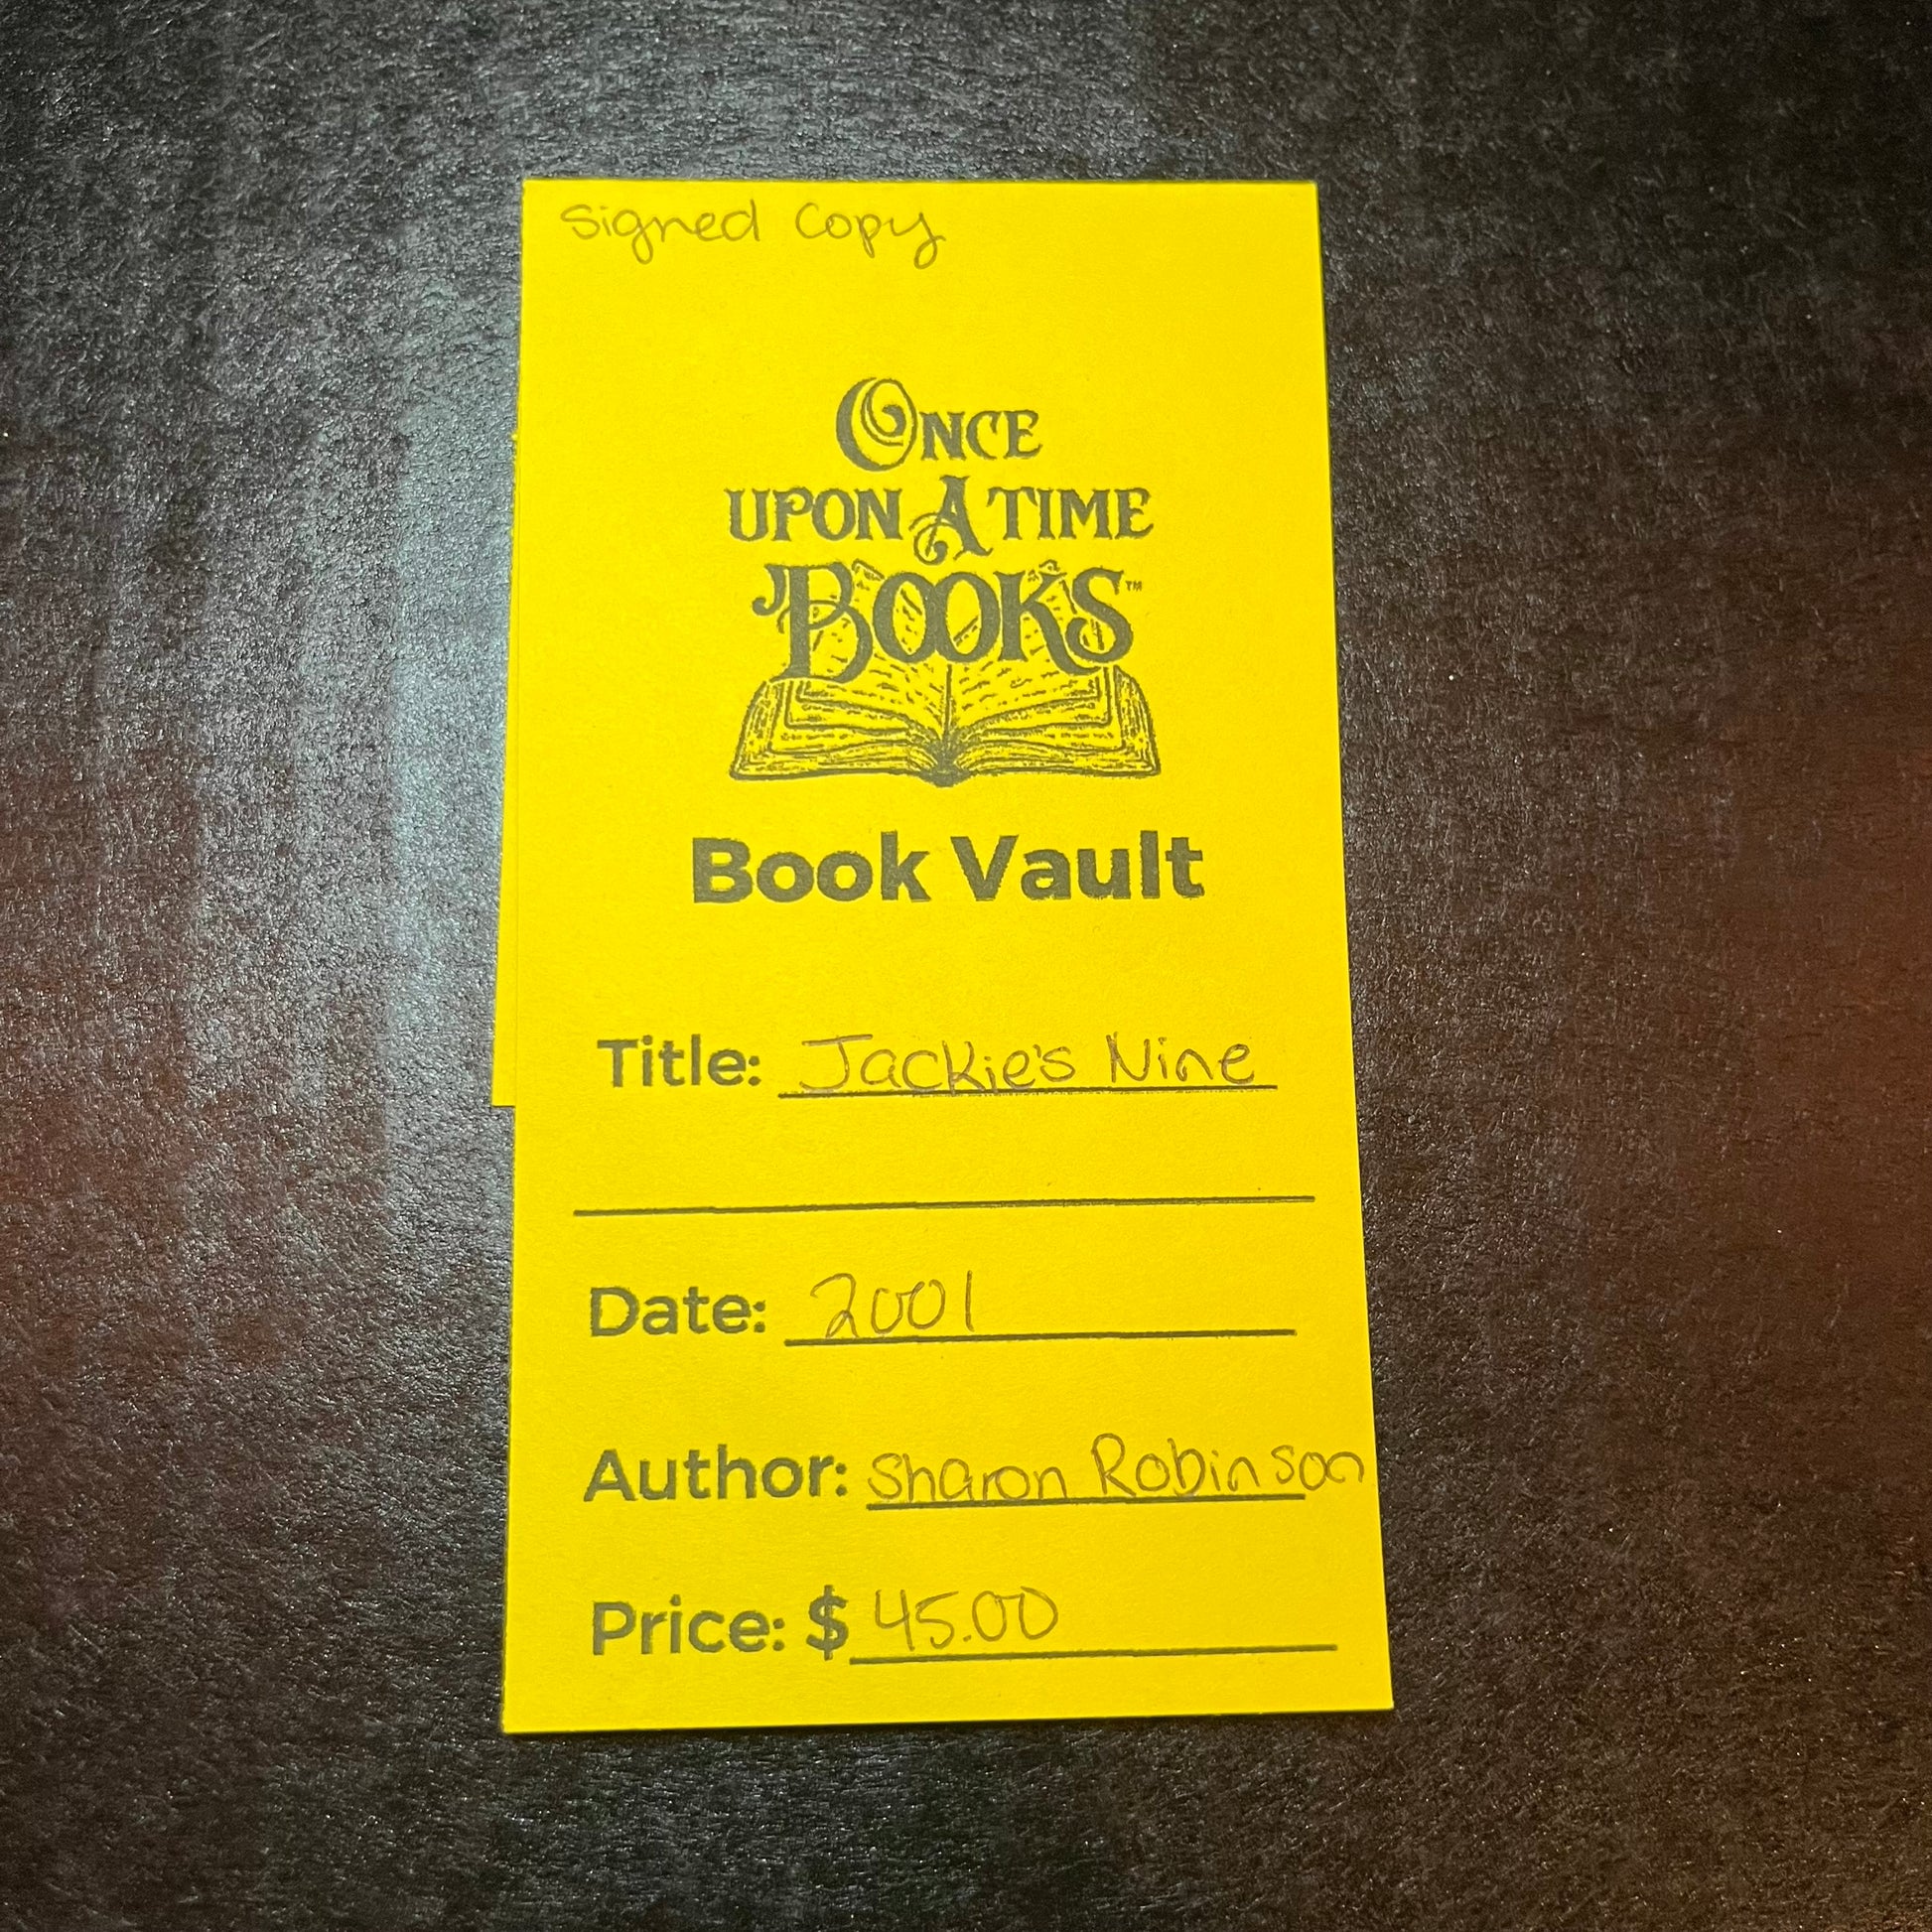 Signed Copy
ONCE
UPON A TIME
BOOKS™
Book Vault
Title: Jackie's Nine
Date: 2001
Author: Sharon Robinson
Price: $ 45.00